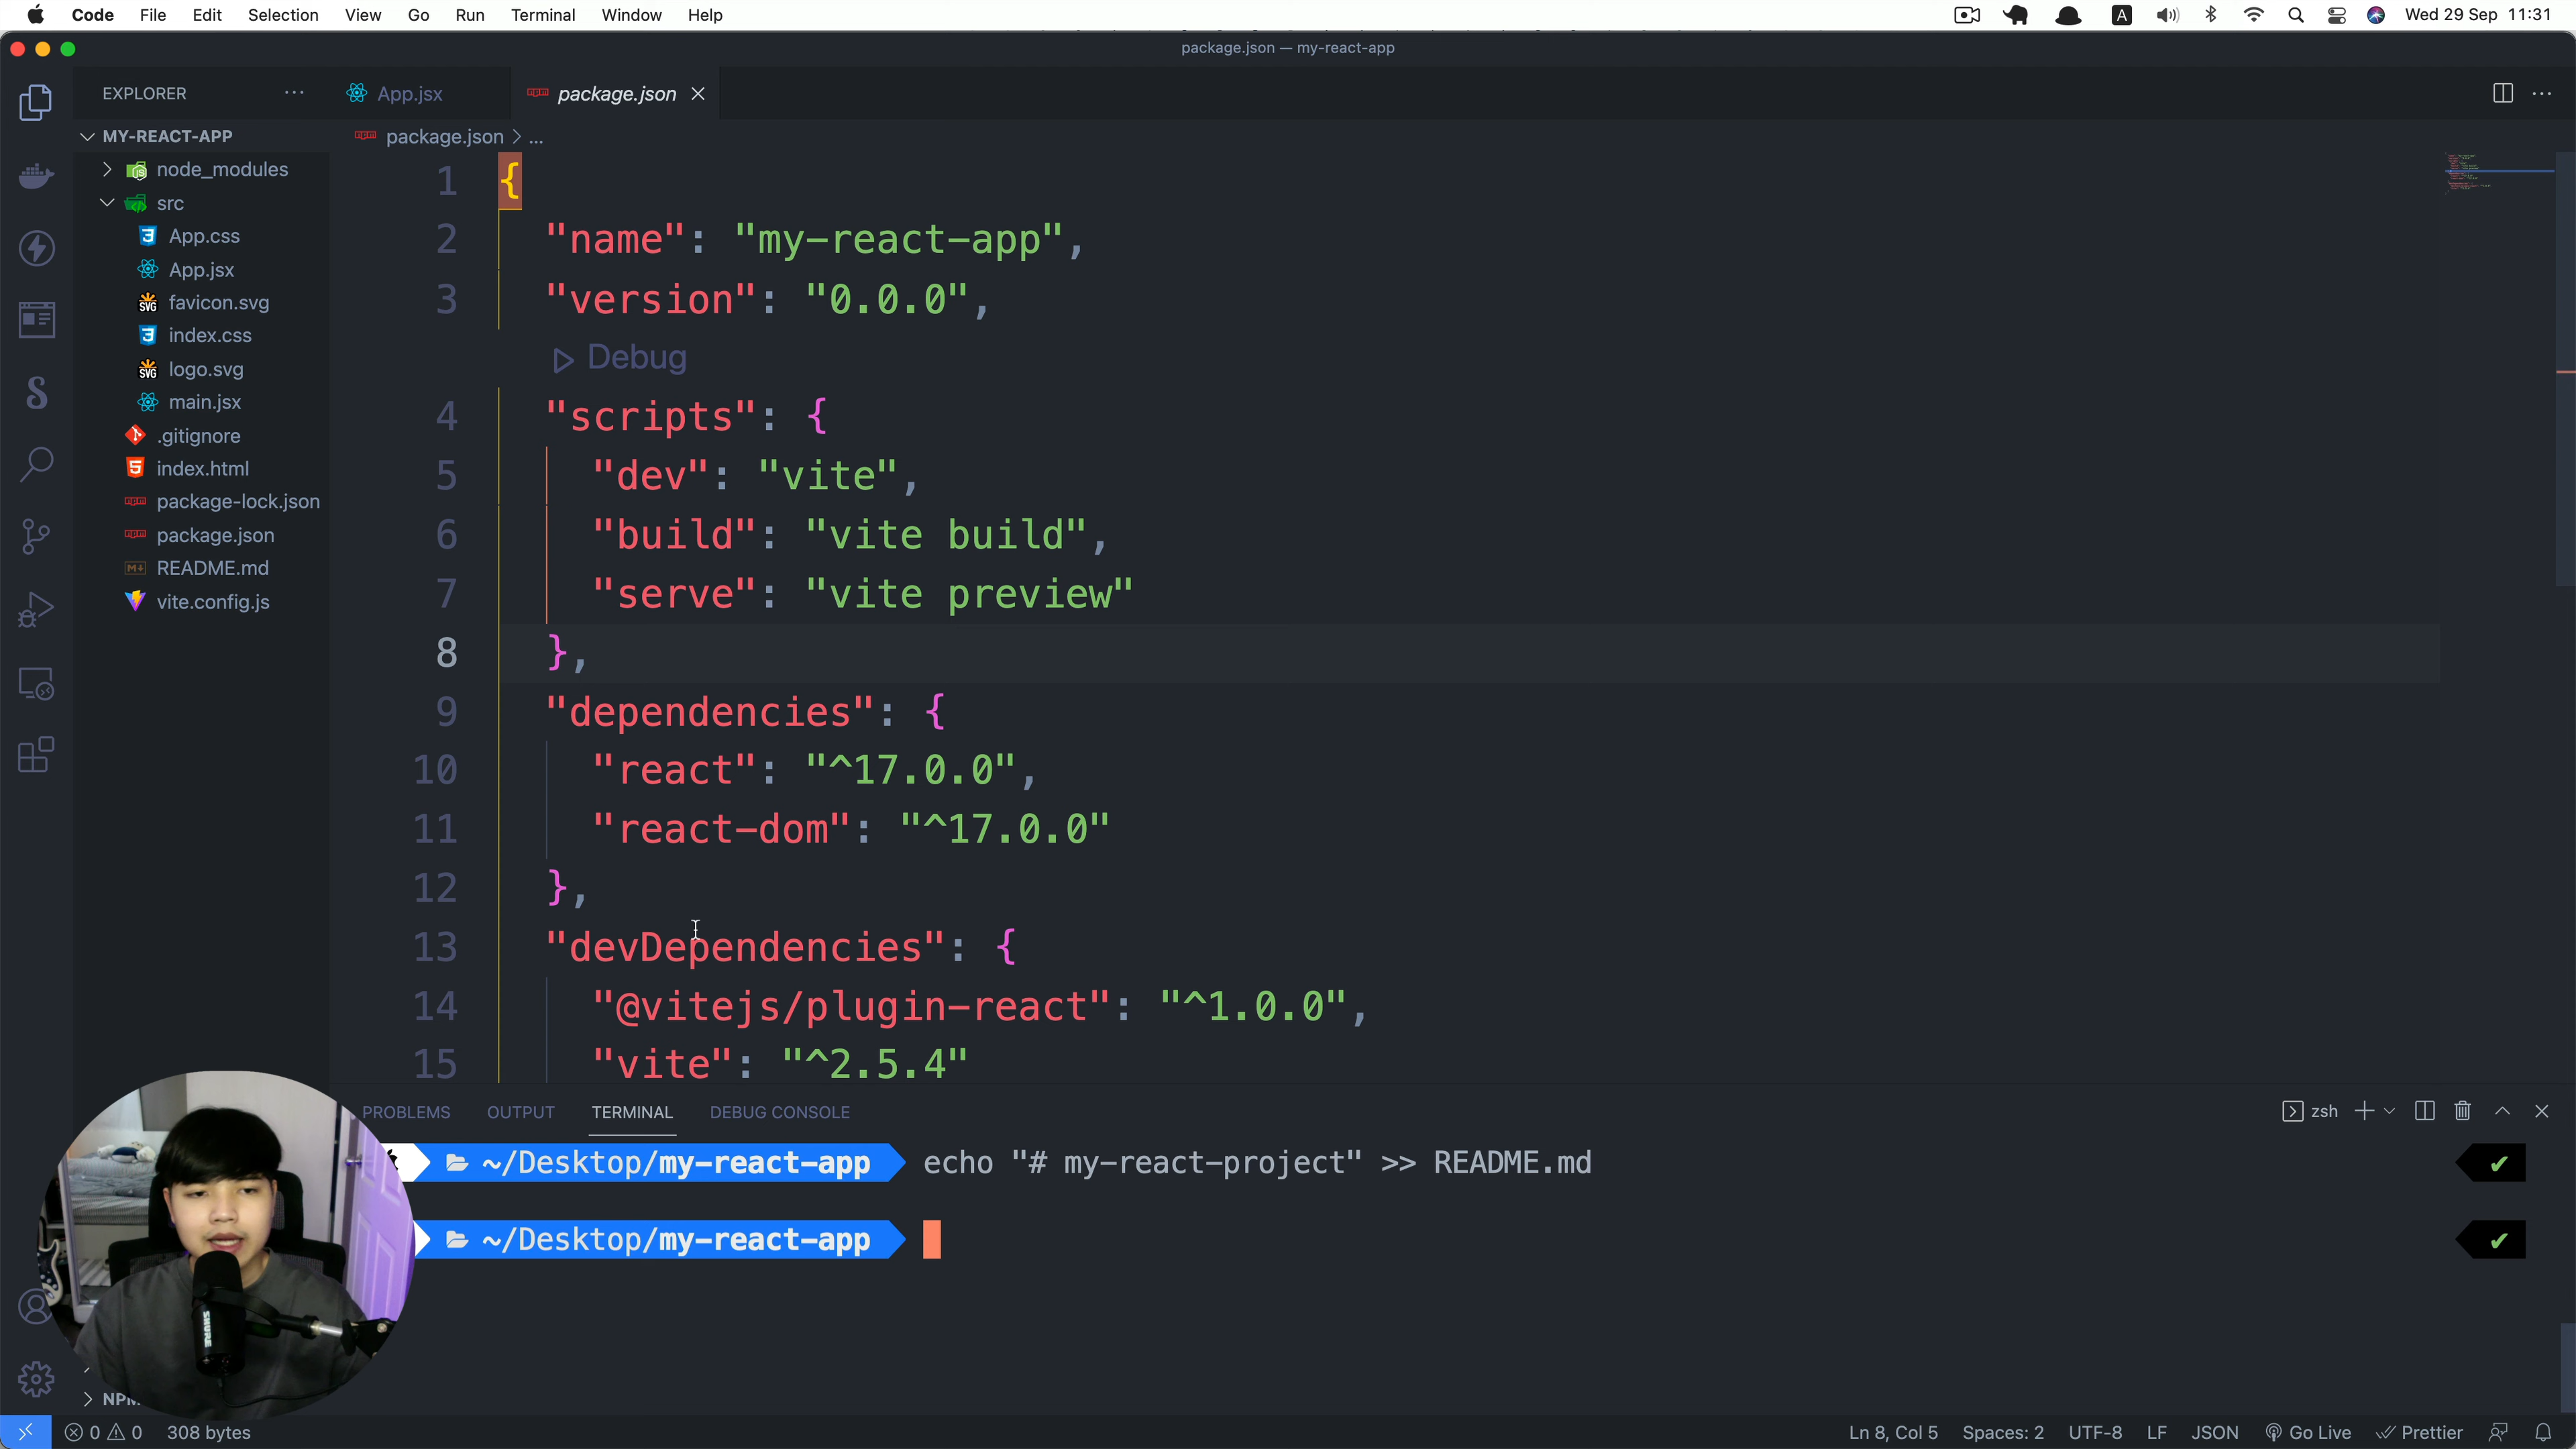 Code File Edit Selection View Go Run Terminal Window Help A Wed 29 Sep 11:31
package.json — my-react-app
EXPLORER ··· App.jsx package.json
MY-REACT-APP
package.json > ...
node_modules
src
App.css
App.jsx
favicon.svg
index.css
logo.svg
main.jsx
.gitignore
index.html
package-lock.json
package.json
README.md
vite.config.js
1 {
2 "name": "my-react-app",
3 "version": "0.0.0",
Debug
4 "scripts": {
5 "dev": "vite",
6 "build": "vite build",
7 "serve": "vite preview"
8 },
9 "dependencies": {
10 "react": "^17.0.0",
11 "react-dom": "^17.0.0"
12 },
13 "devDependencies": {
14 "@vitejs/plugin-react": "^1.0.0",
15 "vite": "^2.5.4"
PROBLEMS OUTPUT TERMINAL DEBUG CONSOLE zsh
~/Desktop/my-react-app echo "# my-react-project" >> README.md
~/Desktop/my-react-app
SHURE
0 0 308 bytes Ln 8, Col 5 Spaces: 2 UTF-8 LF JSON Go Live Prettier